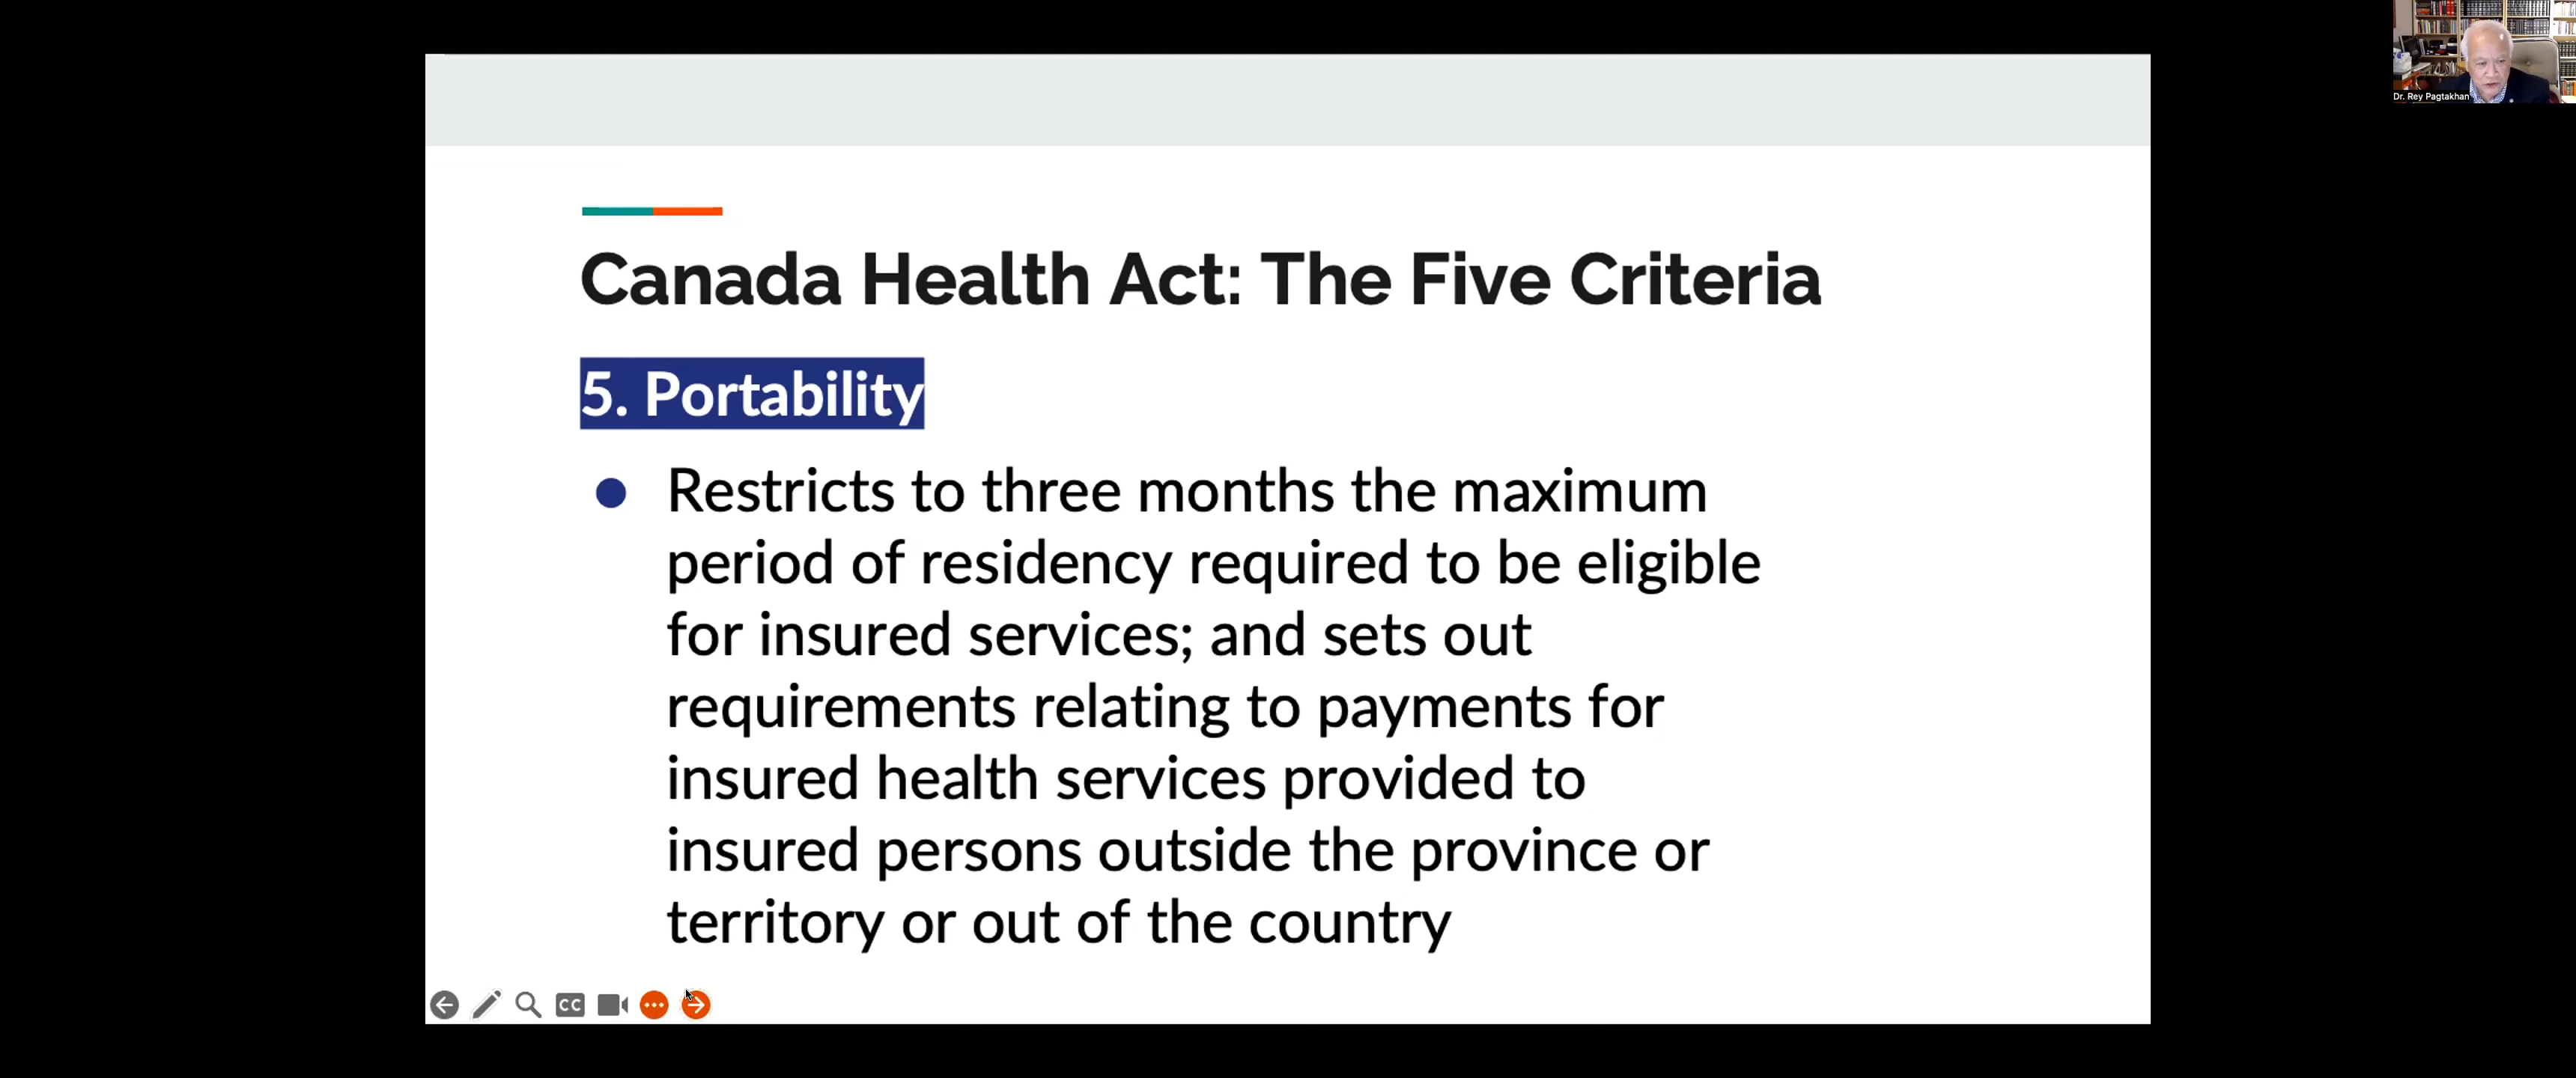 Dr. Rey Pagtakhan
Canada Health Act: The Five Criteria
5. Portability
Restricts to three months the maximum
period of residency required to be eligible
for insured services; and sets out
requirements relating to payments for
insured health services provided to
insured persons outside the province or
territory or out of the country
CC